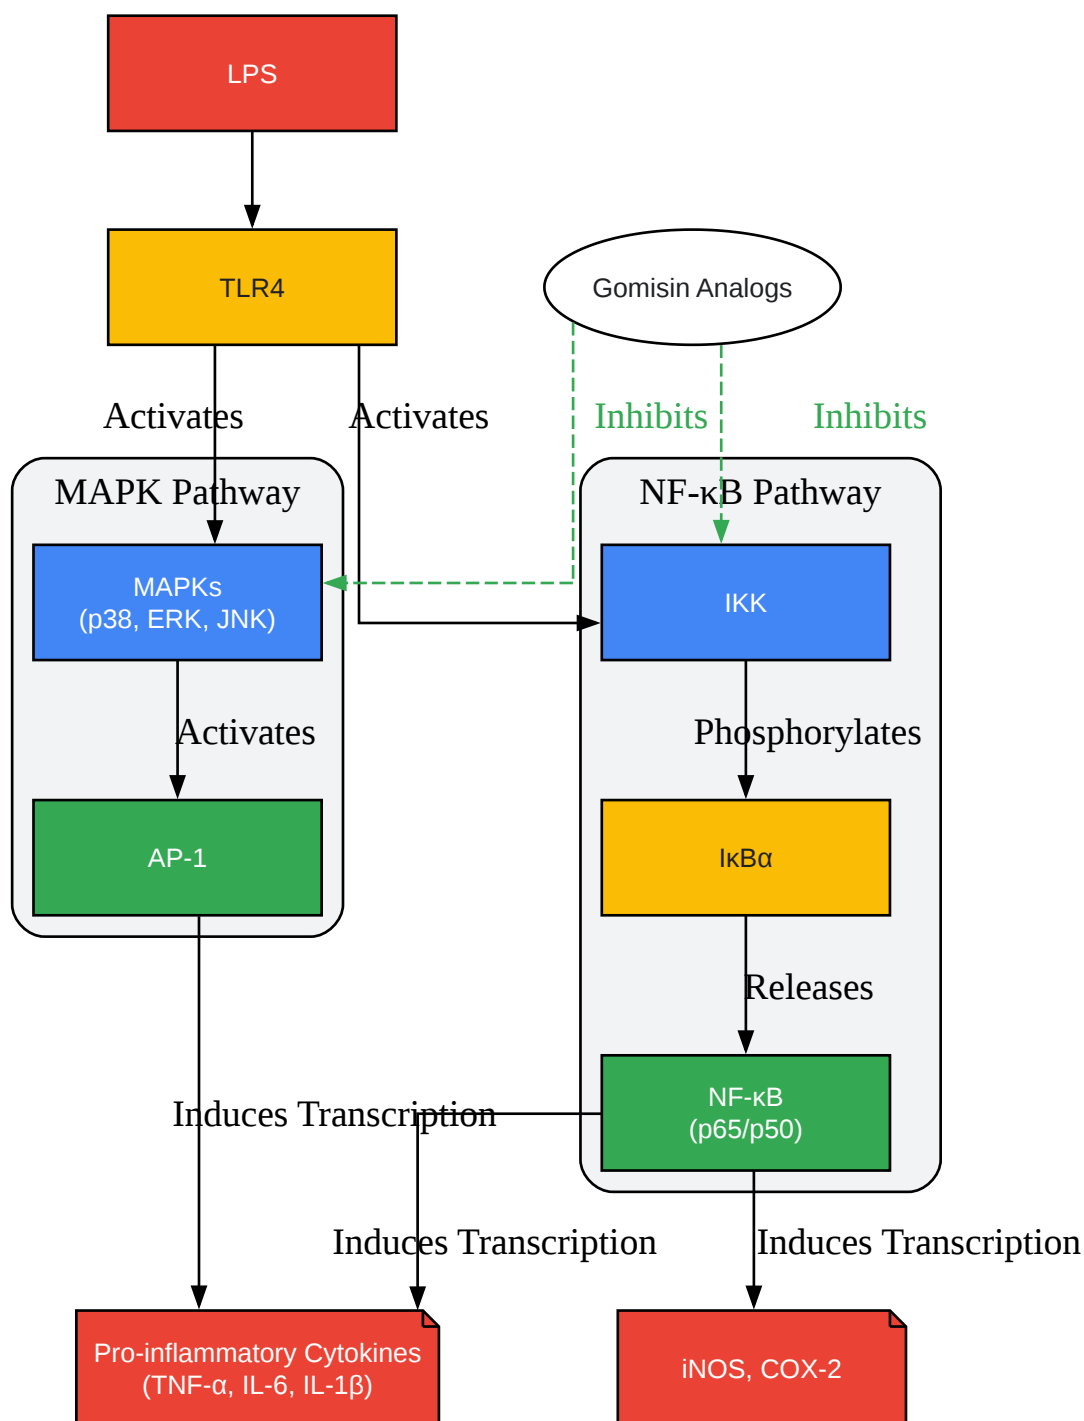 LPS
TLR4
Gomisin Analogs
Activates
Activates
Inhibits
Inhibits
MAPK Pathway
NF-κB Pathway
MAPKs
(p38, ERK, JNK)
IKK
Activates
Phosphorylates
AP-1
IκBα
Releases
NF-κB
(p65/p50)
Induces Transcription
Induces Transcription
Induces Transcription
Pro-inflammatory Cytokines
(TNF-α, IL-6, IL-1β)
iNOS, COX-2